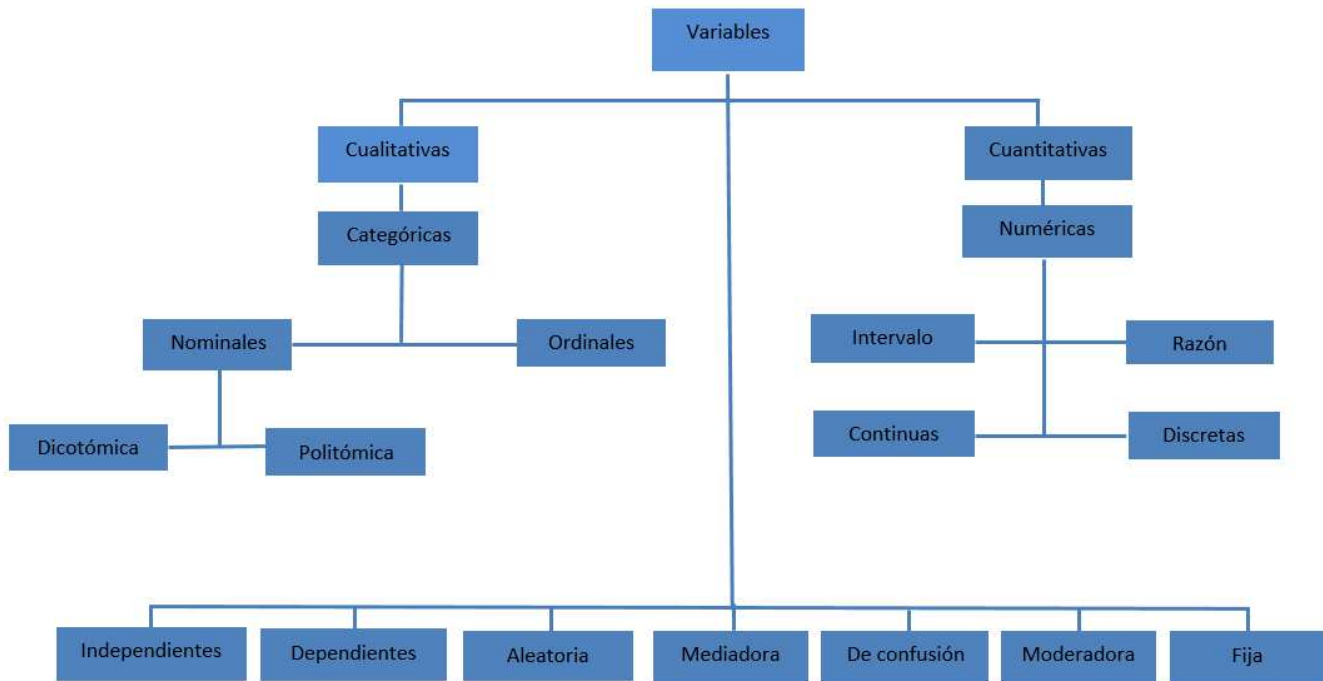 Variables
Cualitativas
Cuantitativas
Categóricas
Numéricas
Nominales
Ordinales
Intervalo
Razón
Dicotómica
Politómica
Continuas
Discretas
Independientes
Dependientes
Aleatoria
Mediadora
De confusión
Moderadora
Fija